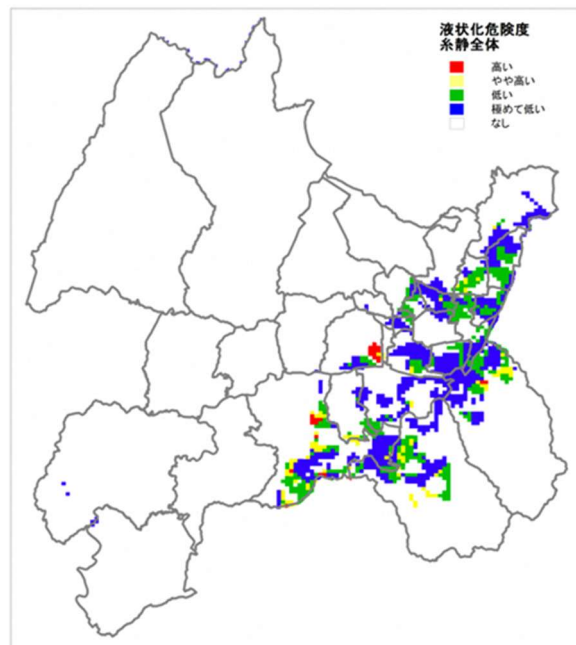 液状化危険度
糸静全体
高い
やや高い
低い
極めて低い
なし